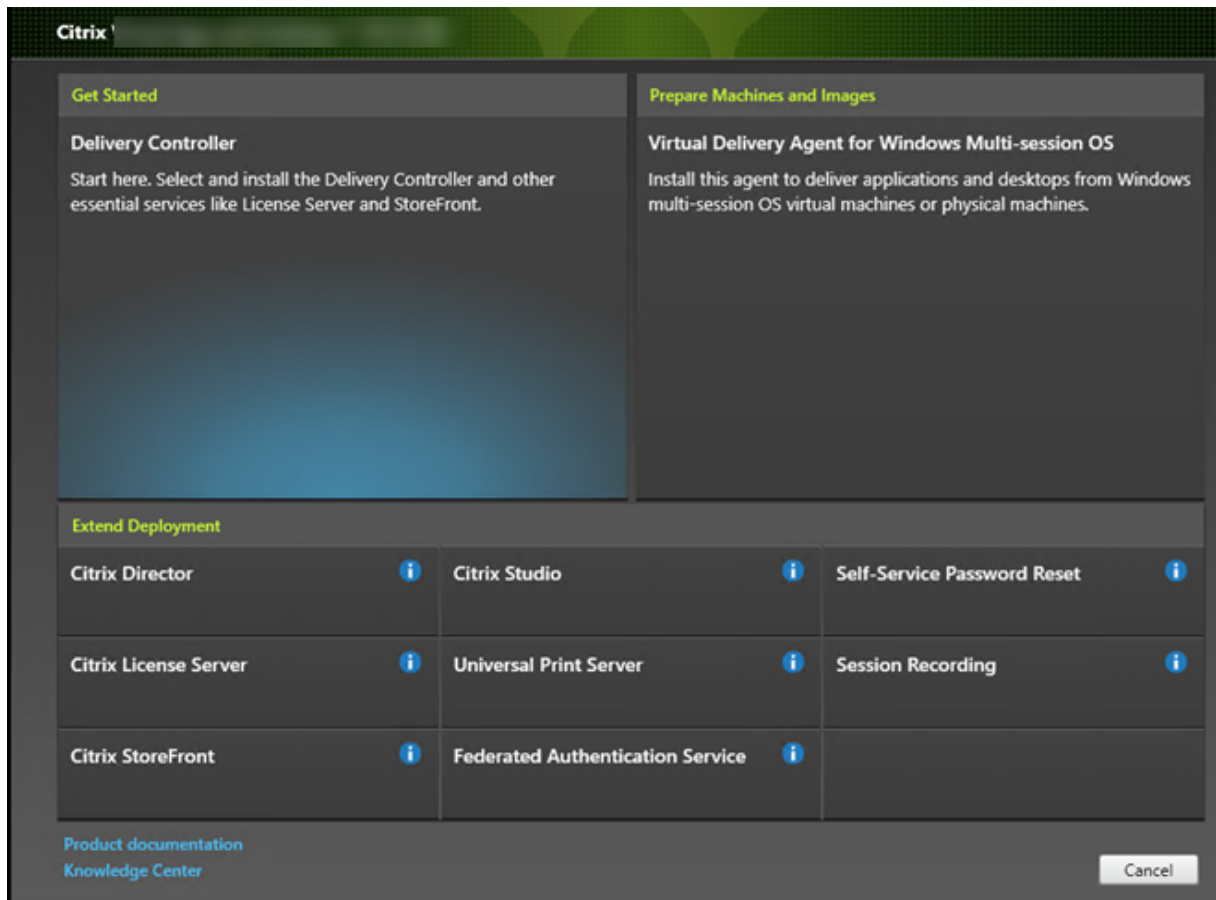 Citrix
Get Started
Delivery Controller
Start here. Select and install the Delivery Controller and other
essential services like License Server and StoreFront.
Prepare Machines and Images
Virtual Delivery Agent for Windows Multi-session OS
Install this agent to deliver applications and desktops from Windows
multi-session OS virtual machines or physical machines.
Extend Deployment
Citrix Director
Citrix Studio
Self-Service Password Reset
Citrix License Server
Universal Print Server
Session Recording
Citrix StoreFront
Federated Authentication Service
Product documentation
Knowledge Center
Cancel